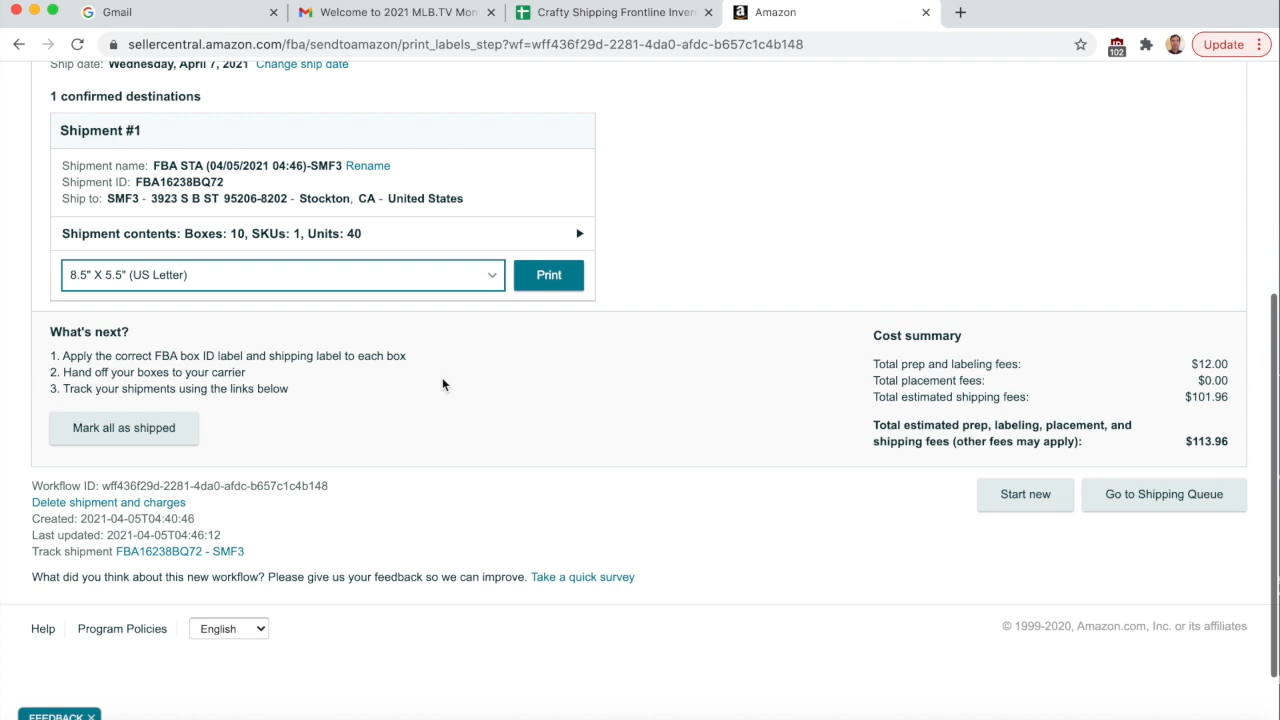 Gmail
Welcome to 2021 MLB.TV Mon
Crafty Shipping Frontline Inven
Amazon
sellercentral.amazon.com/fba/sendtoamazon/print_labels_step?wf=wff436f29d-2281-4da0-afdc-b657c1c4b148
102
Update
Ship date: Wednesday, April 7, 2021 Change ship date
1 confirmed destinations
Shipment #1
Shipment name: FBA STA (04/05/2021 04:46)-SMF3 Rename
Shipment ID: FBA16238BQ72
Ship to: SMF3 - 3923 S B ST 95206-8202 - Stockton, CA - United States
Shipment contents: Boxes: 10, SKUs: 1, Units: 40
8.5" X 5.5" (US Letter)
Print
What's next?
1. Apply the correct FBA box ID label and shipping label to each box
2. Hand off your boxes to your carrier
3. Track your shipments using the links below
Mark all as shipped
Cost summary
Total prep and labeling fees: $12.00
Total placement fees: $0.00
Total estimated shipping fees: $101.96
Total estimated prep, labeling, placement, and
shipping fees (other fees may apply): $113.96
Workflow ID: wff436f29d-2281-4da0-afdc-b657c1c4b148
Delete shipment and charges
Created: 2021-04-05T04:40:46
Last updated: 2021-04-05T04:46:12
Track shipment FBA16238BQ72 - SMF3
Start new
Go to Shipping Queue
What did you think about this new workflow? Please give us your feedback so we can improve. Take a quick survey
Help
Program Policies
English
© 1999-2020, Amazon.com, Inc. or its affiliates
FEEDBACK